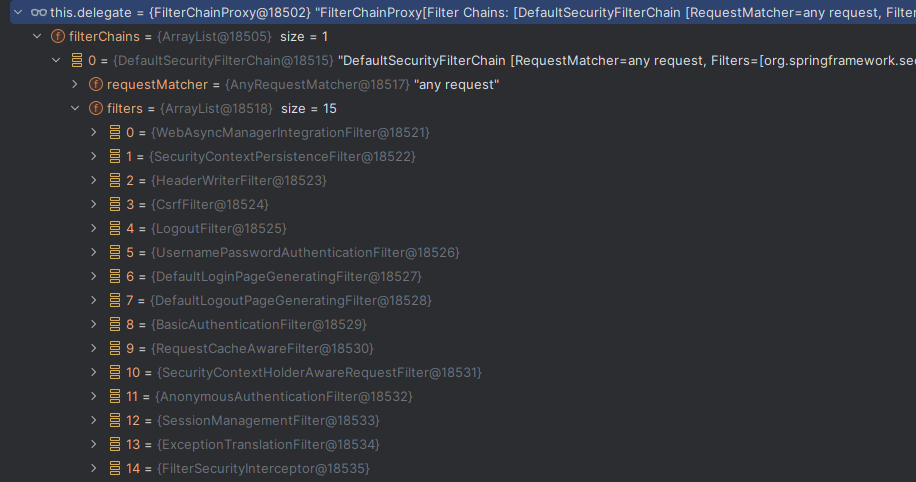 this.delegate = {FilterChainProxy@18502} "FilterChainProxy[Filter Chains: [DefaultSecurityFilterChain [RequestMatcher=any request, Filter
f filterChains = {ArrayList@18505} size = 1
0 = {DefaultSecurityFilterChain@18515} "DefaultSecurityFilterChain [RequestMatcher=any request, Filters=[org.springframework.sec
f requestMatcher = {AnyRequestMatcher@18517} "any request"
f filters = {ArrayList@18518} size = 15
0 = {WebAsyncManagerIntegrationFilter@18521}
1 = {SecurityContextPersistenceFilter@18522}
2 = {HeaderWriterFilter@18523}
3 = {CsrfFilter@18524}
4 = {LogoutFilter@18525}
5 = {UsernamePasswordAuthenticationFilter@18526}
6 = {DefaultLoginPageGeneratingFilter@18527}
7 = {DefaultLogoutPageGeneratingFilter@18528}
8 = {BasicAuthenticationFilter@18529}
9 = {RequestCacheAwareFilter@18530}
10 = {SecurityContextHolderAwareRequestFilter@18531}
11 = {AnonymousAuthenticationFilter@18532}
12 = {SessionManagementFilter@18533}
13 = {ExceptionTranslationFilter@18534}
14 = {FilterSecurityInterceptor@18535}